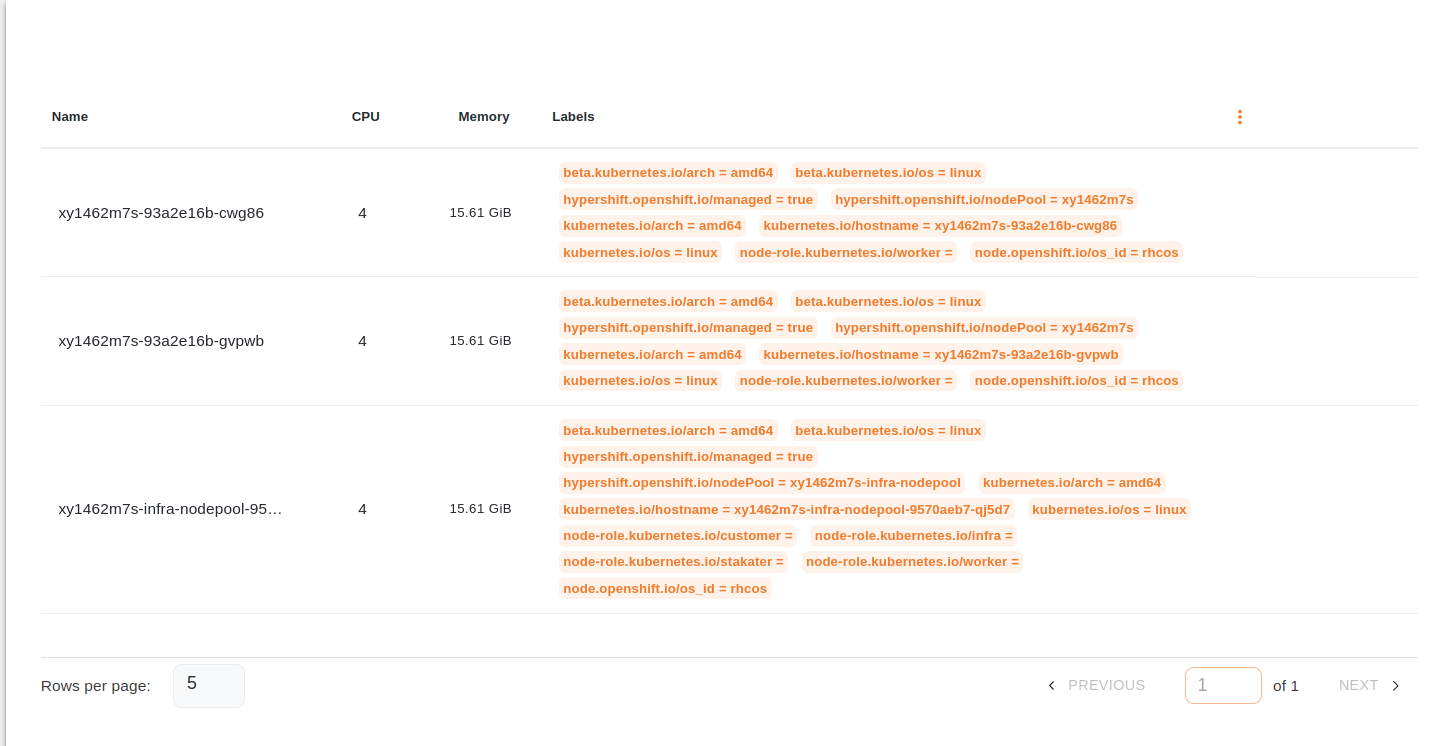 Name CPU Memory Labels
beta.kubernetes.io/arch = amd64 beta.kubernetes.io/os = linux
hypershift.openshift.io/managed = true hypershift.openshift.io/nodePool = xy1462m7s
xy1462m7s-93a2e16b-cwg86 4 15.61 GiB
kubernetes.io/arch = amd64 kubernetes.io/hostname = xy1462m7s-93a2e16b-cwg86
kubernetes.io/os = linux node-role.kubernetes.io/worker = node.openshift.io/os_id = rhcos
beta.kubernetes.io/arch = amd64 beta.kubernetes.io/os = linux
hypershift.openshift.io/managed = true hypershift.openshift.io/nodePool = xy1462m7s
xy1462m7s-93a2e16b-gvpwb 4 15.61 GiB
kubernetes.io/arch = amd64 kubernetes.io/hostname = xy1462m7s-93a2e16b-gvpwb
kubernetes.io/os = linux node-role.kubernetes.io/worker = node.openshift.io/os_id = rhcos
beta.kubernetes.io/arch = amd64 beta.kubernetes.io/os = linux
hypershift.openshift.io/managed = true
hypershift.openshift.io/nodePool = xy1462m7s-infra-nodepool kubernetes.io/arch = amd64
xy1462m7s-infra-nodepool-95… 4 15.61 GiB kubernetes.io/hostname = xy1462m7s-infra-nodepool-9570aeb7-qj5d7 kubernetes.io/os = linux
node-role.kubernetes.io/customer = node-role.kubernetes.io/infra =
node-role.kubernetes.io/stakater = node-role.kubernetes.io/worker =
node.openshift.io/os_id = rhcos
Rows per page: 5 PREVIOUS 1 of 1 NEXT